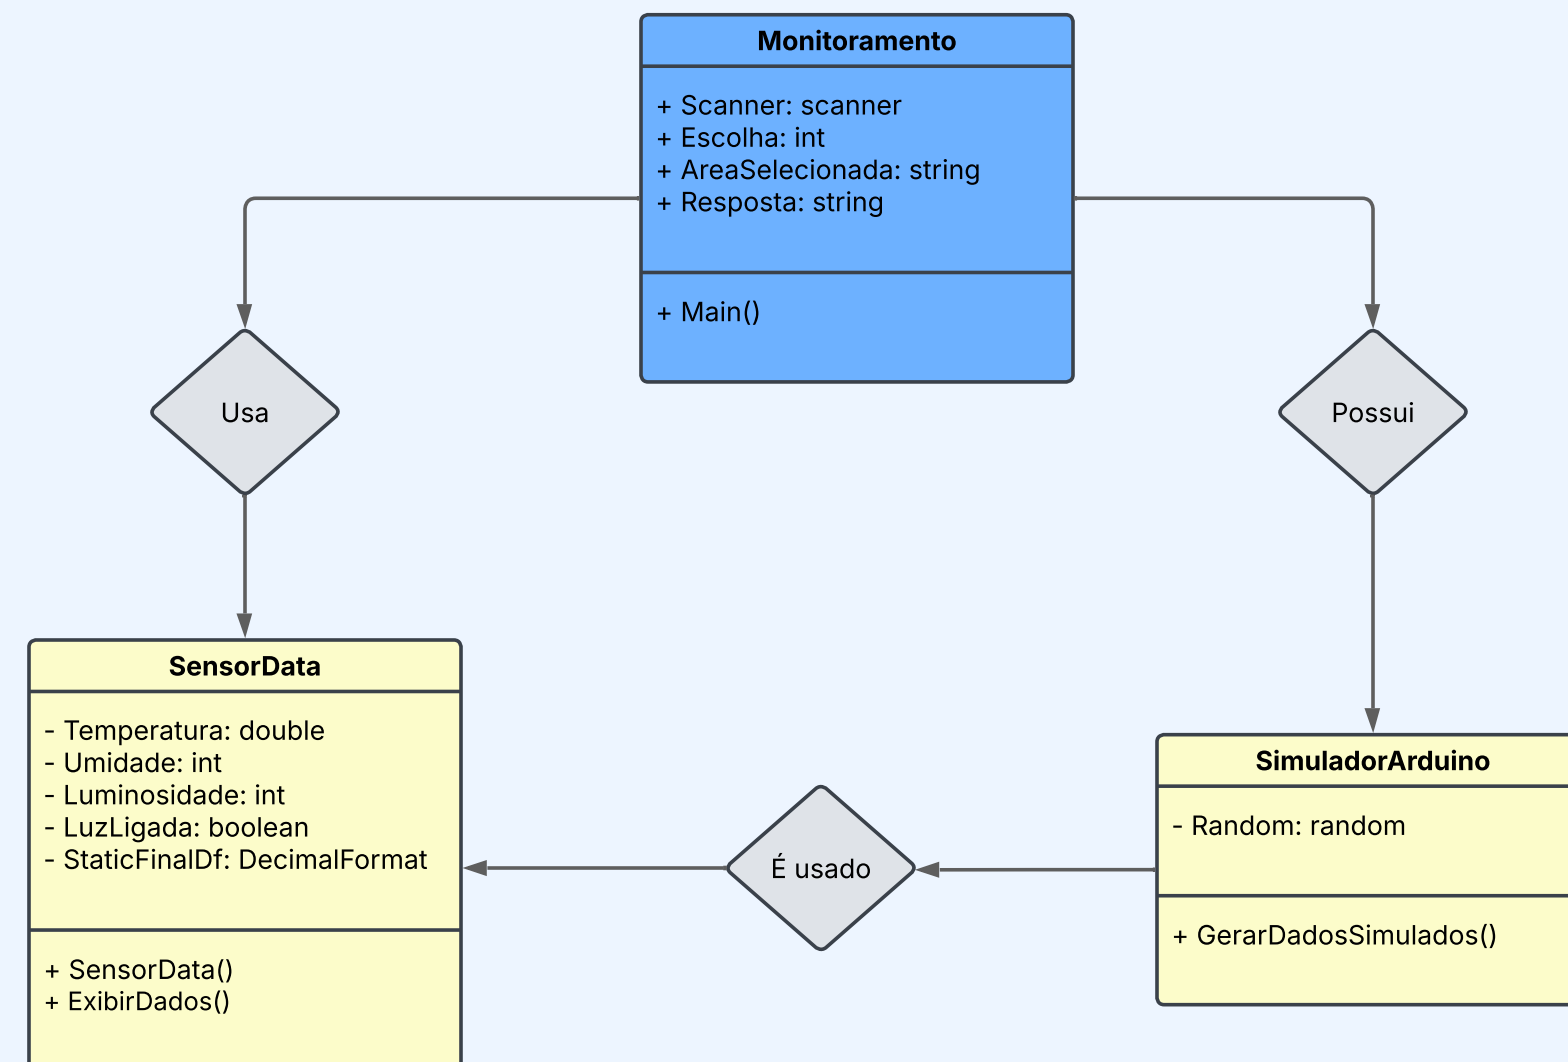 Monitoramento
+ Scanner: scanner
+ Escolha: int
+ AreaSelecionada: string
+ Resposta: string
+ Main()
Usa
Possui
SensorData
- Temperatura: double
- Umidade: int
- Luminosidade: int
- LuzLigada: boolean
- StaticFinalDf: DecimalFormat
+ SensorData()
+ ExibirDados()
É usado
SimuladorArduino
- Random: random
+ GerarDadosSimulados()